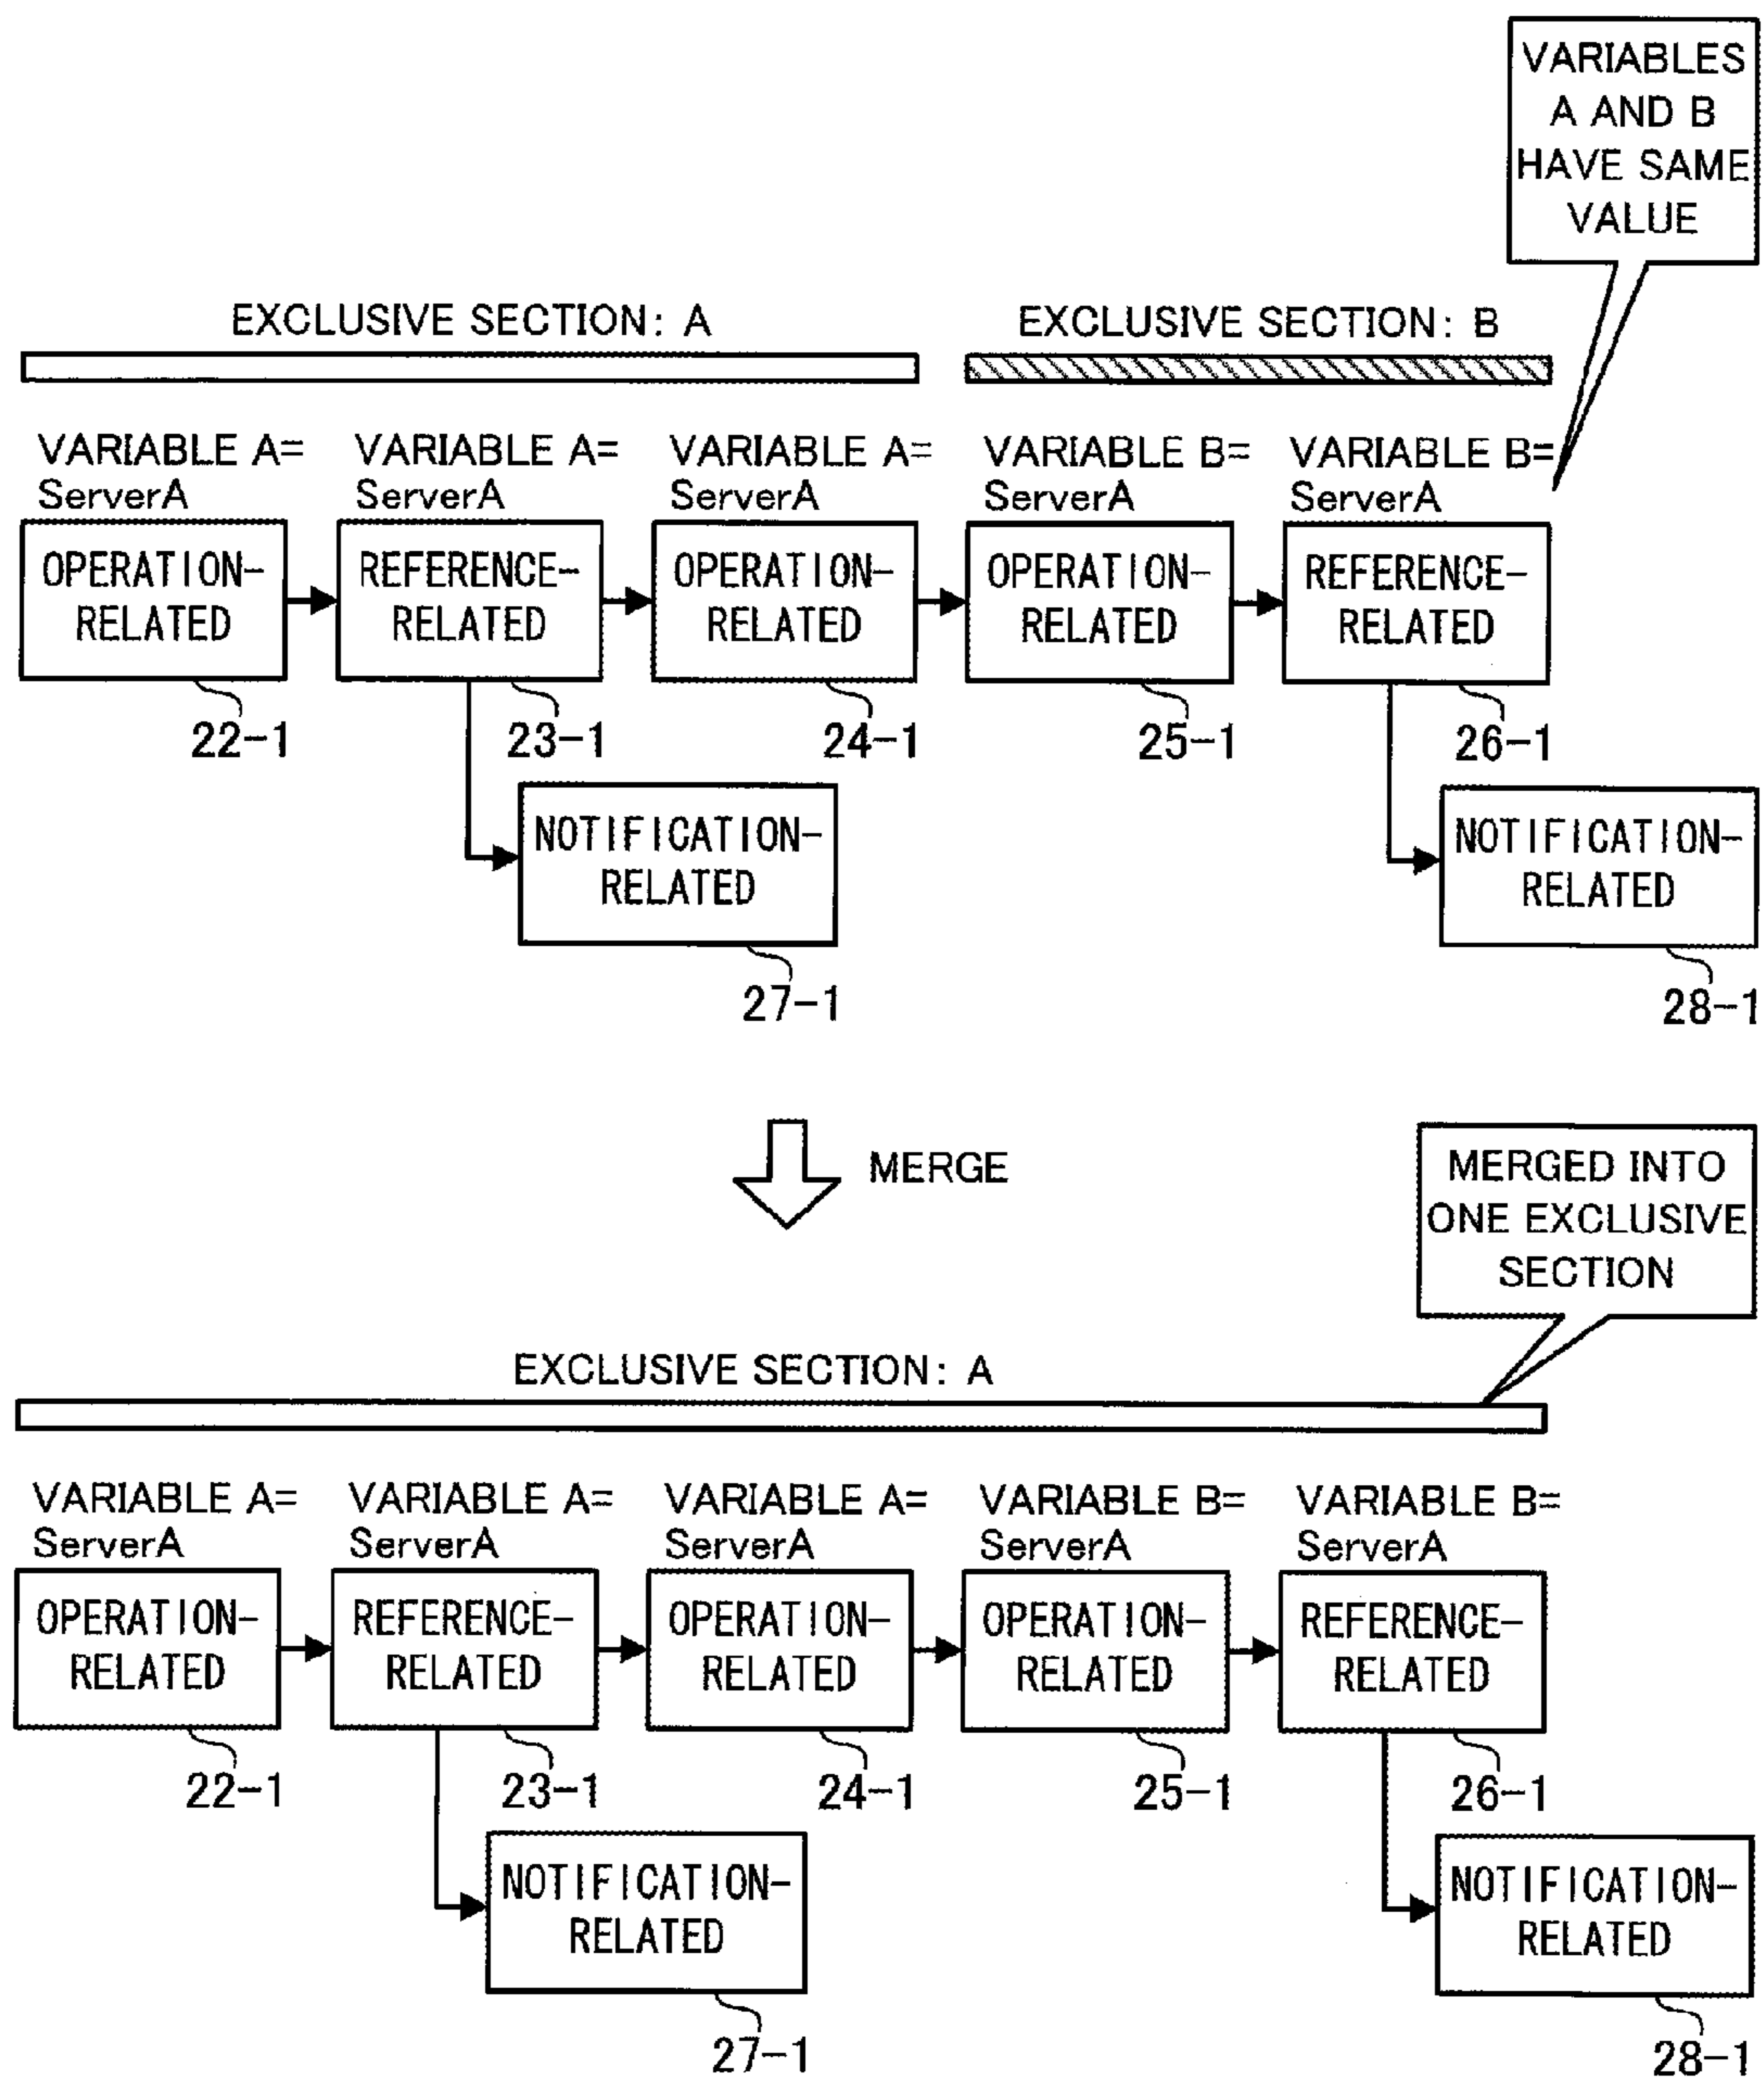 VARIABLES
A AND B
HAVE SAME
VALUE
EXCLUSIVE SECTION: A
EXCLUSIVE SECTION: B
VARIABLE A=
ServerA
VARIABLE A=
ServerA
VARIABLE A=
ServerA
VARIABLE B=
ServerA
VARIABLE B=
ServerA
OPERATION-
RELATED
REFERENCE-
RELATED
OPERATION-
RELATED
OPERATION-
RELATED
REFERENCE-
RELATED
22-1
23-1
24-1
25-1
26-1
NOTIFICATION-
RELATED
NOTIFICATION-
RELATED
27-1
28-1
MERGE
MERGED INTO
ONE EXCLUSIVE
SECTION
EXCLUSIVE SECTION: A
VARIABLE A=
ServerA
VARIABLE A=
ServerA
VARIABLE A=
ServerA
VARIABLE B=
ServerA
VARIABLE B=
ServerA
OPERATION-
RELATED
REFERENCE-
RELATED
OPERATION-
RELATED
OPERATION-
RELATED
REFERENCE-
RELATED
22-1
23-1
24-1
25-1
26-1
NOTIFICATION-
RELATED
NOTIFICATION-
RELATED
27-1
28-1